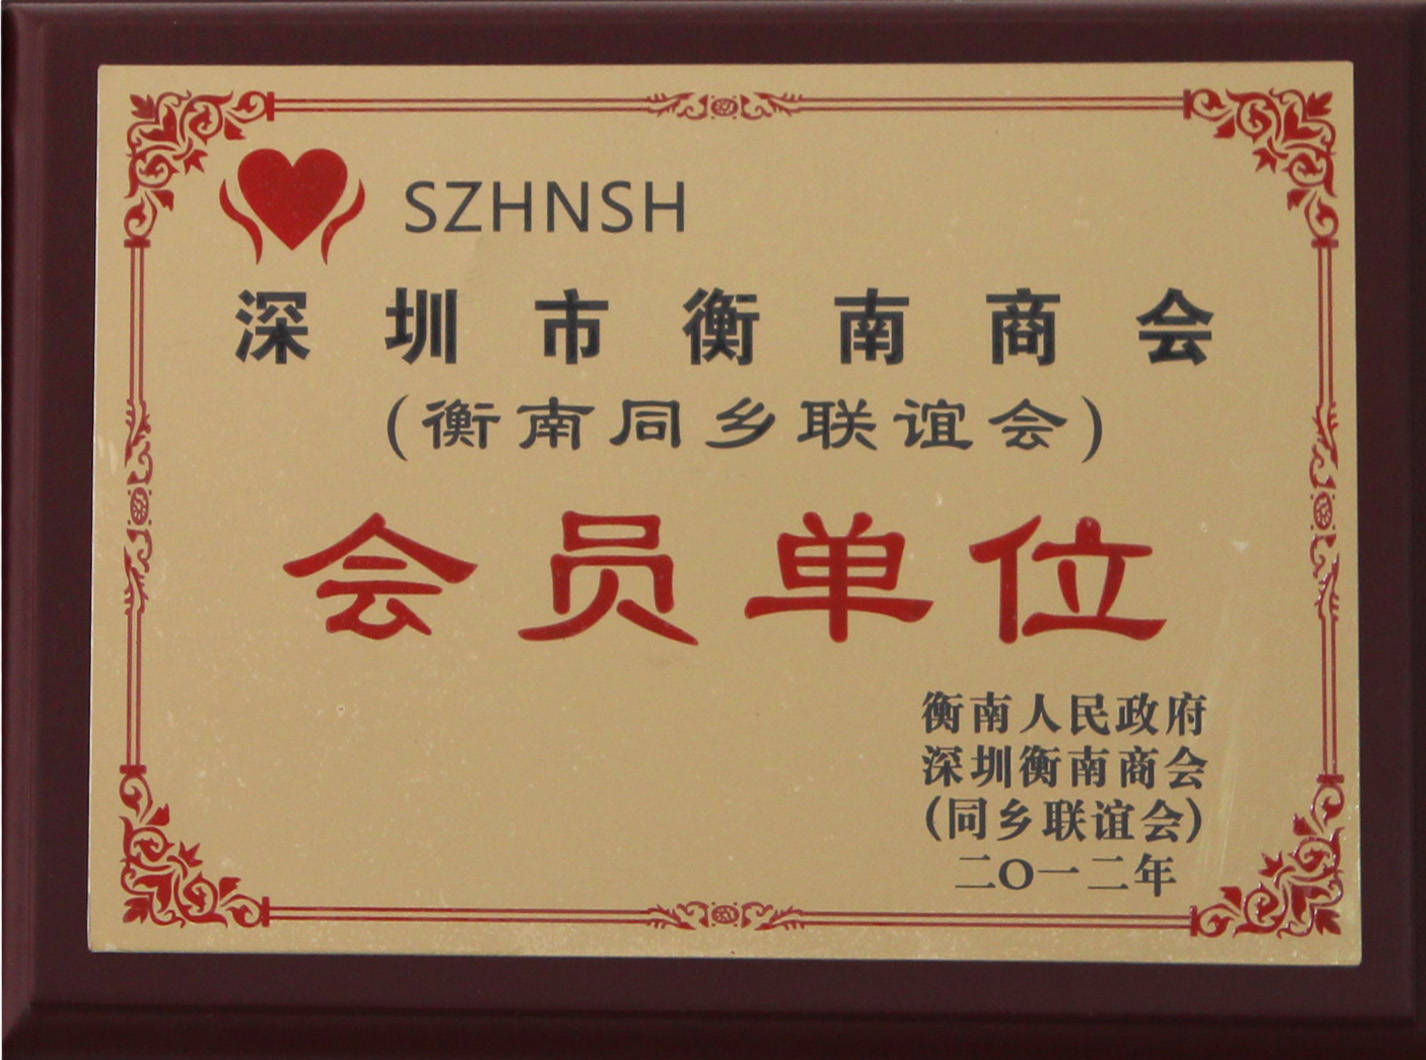 SZHNSH
深圳市衡南商会
(衡南同乡联谊会)
会员单位
衡南人民政府
深圳衡南商会
(同乡联谊会)
二〇一二年